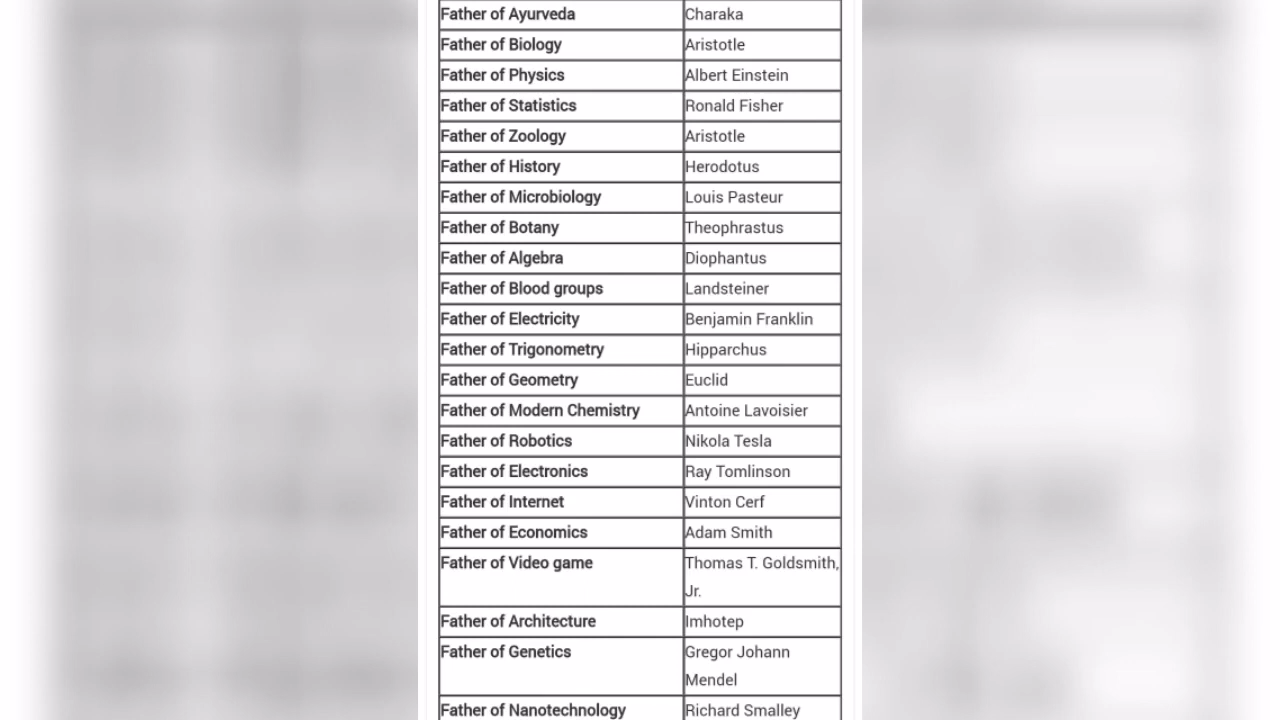 Father of Ayurveda Charaka
Father of Biology Aristotle
Father of Physics Albert Einstein
Father of Statistics Ronald Fisher
Father of Zoology Aristotle
Father of History Herodotus
Father of Microbiology Louis Pasteur
Father of Botany Theophrastus
Father of Algebra Diophantus
Father of Blood groups Landsteiner
Father of Electricity Benjamin Franklin
Father of Trigonometry Hipparchus
Father of Geometry Euclid
Father of Modern Chemistry Antoine Lavoisier
Father of Robotics Nikola Tesla
Father of Electronics Ray Tomlinson
Father of Internet Vinton Cerf
Father of Economics Adam Smith
Father of Video game Thomas T. Goldsmith,
Jr.
Father of Architecture Imhotep
Father of Genetics Gregor Johann
Mendel
Father of Nanotechnology Richard Smalley